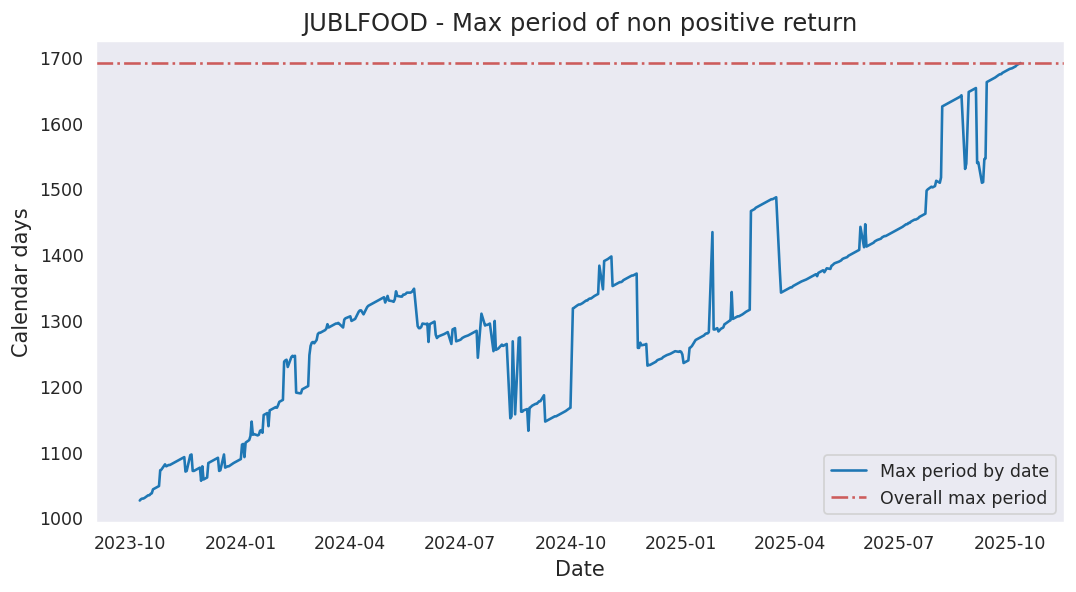 JUBLFOOD - Max period of non positive return
1700
1600
1500
1400
1300
1200
1100
1000
Calendar days
2023-10 2024-01 2024-04 2024-07 2024-10 2025-01 2025-04 2025-07 2025-10
Date
Max period by date
Overall max period